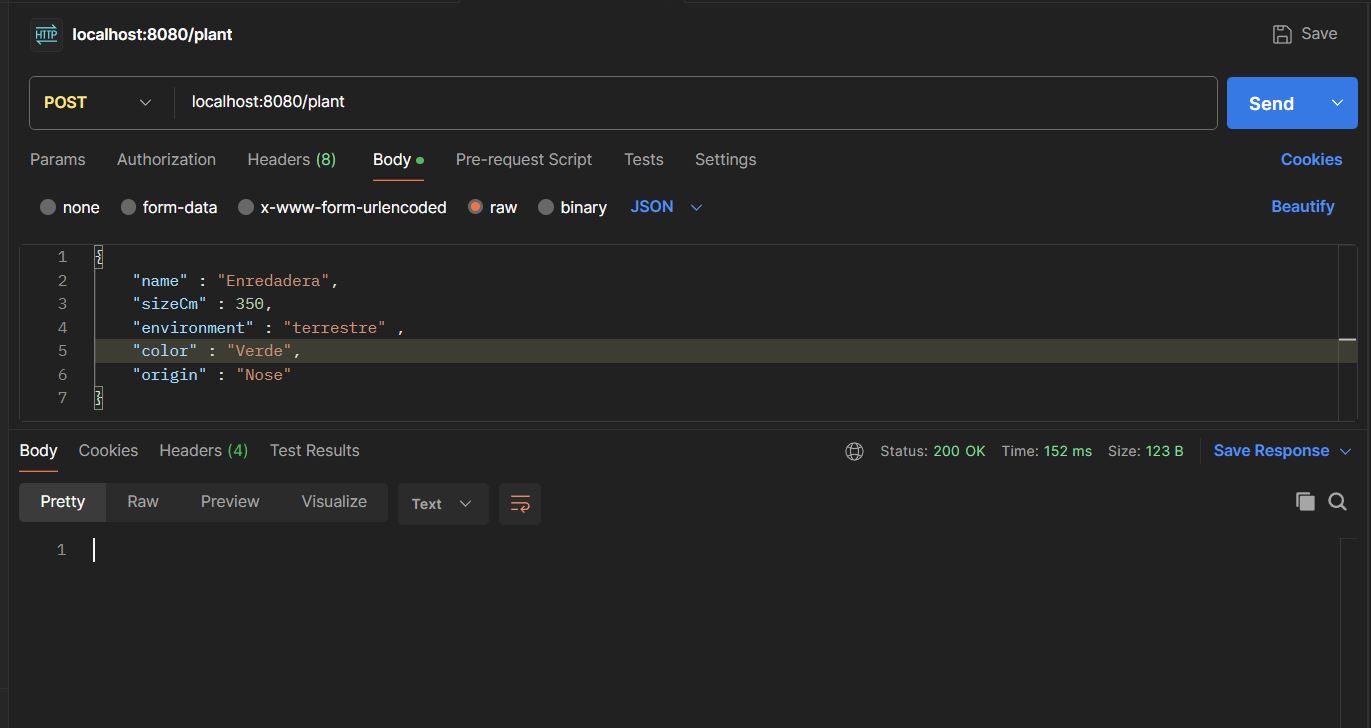 HTTP localhost:8080/plant Save
POST localhost:8080/plant Send
Params Authorization Headers (8) Body Pre-request Script Tests Settings Cookies
none form-data x-www-form-urlencoded raw binary JSON Beautify
1 {
2 "name" : "Enredadera",
3 "sizeCm" : 350,
4 "environment" : "terrestre" ,
5 "color" : "Verde",
6 "origin" : "Nose"
7 }
Body Cookies Headers (4) Test Results Status: 200 OK Time: 152 ms Size: 123 B Save Response
Pretty Raw Preview Visualize Text
1